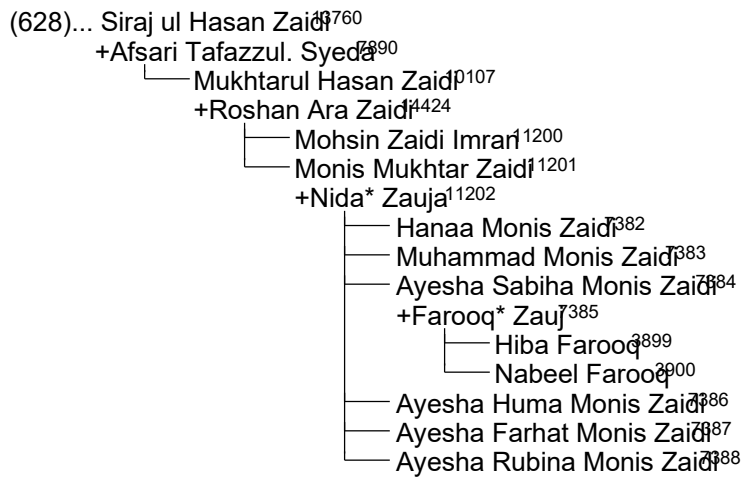 (628)... Siraj ul Hasan Zaidi13760
+Afsari Tafazzul. Syeda7890
Mukhtarul Hasan Zaidi10107
+Roshan Ara Zaidi14424
Mohsin Zaidi Imran11200
Monis Mukhtar Zaidi11201
+Nida* Zauja11202
Hanaa Monis Zaidi7382
Muhammad Monis Zaidi7383
Ayesha Sabiha Monis Zaidi7384
+Farooq* Zauj7385
Hiba Farooq3899
Nabeel Farooq3900
Ayesha Huma Monis Zaidi7386
Ayesha Farhat Monis Zaidi7387
Ayesha Rubina Monis Zaidi7388